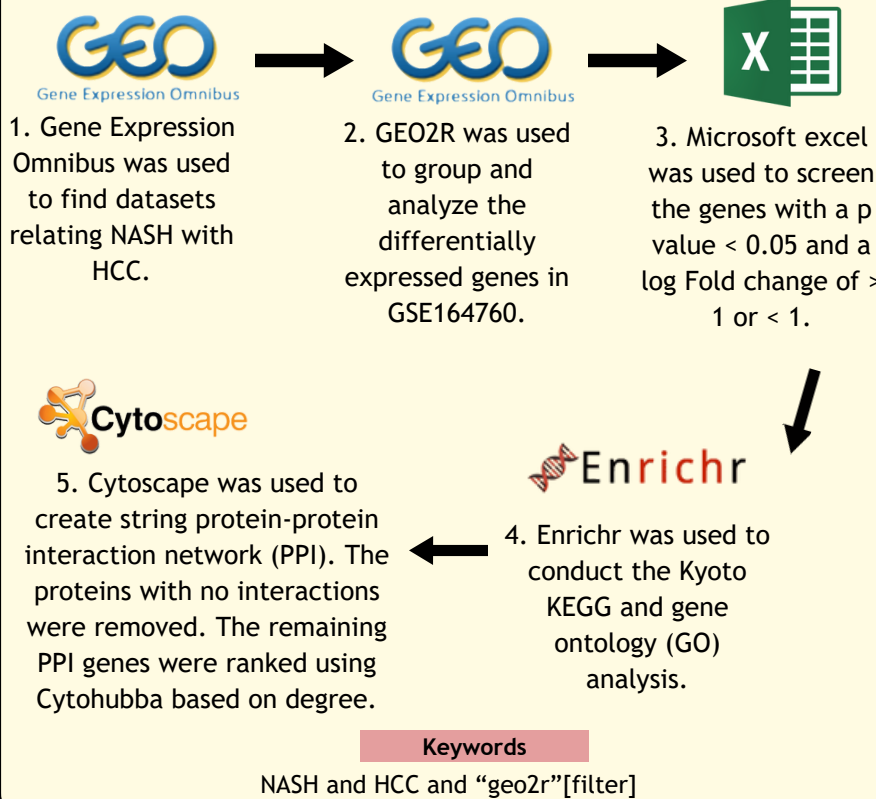 GEO
Gene Expression Omnibus
1. Gene Expression
Omnibus was used
to find datasets
relating NASH with
HCC.
GEO
Gene Expression Omnibus
2. GEO2R was used
to group and
analyze the
differentially
expressed genes in
GSE164760.
X
3. Microsoft excel
was used to screen
the genes with a p
value < 0.05 and a
log Fold change of >
1 or < 1.
Enrichr
4. Enrichr was used to
conduct the Kyoto
KEGG and gene
ontology (GO)
analysis.
Cytoscape
5. Cytoscape was used to
create string protein-protein
interaction network (PPI). The
proteins with no interactions
were removed. The remaining
PPI genes were ranked using
Cytohubba based on degree.
Keywords
NASH and HCC and “geo2r”[filter]